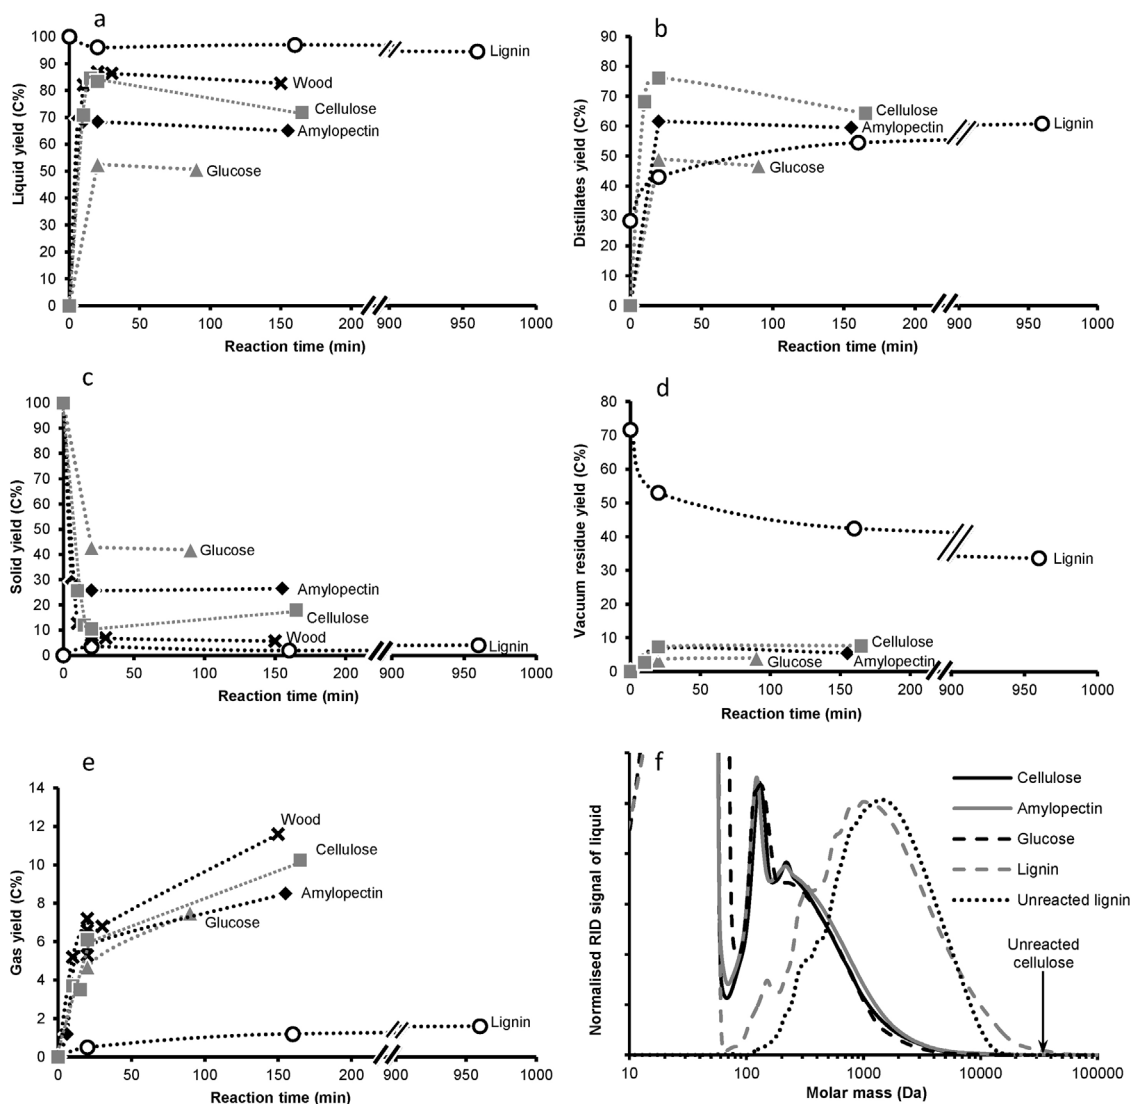 a
Liquid yield (C%)
100
90
80
70
60
50
40
30
20
10
0
Lignin
Wood
Cellulose
Amylopectin
Glucose
0 50 100 150 200 900 950 1000
Reaction time (min)
b
Distillates yield (C%)
90
80
70
60
50
40
30
20
10
0
Cellulose
Amylopectin
Lignin
Glucose
0 50 100 150 200 900 950 1000
Reaction time (min)
c
Solid yield (C%)
100
90
80
70
60
50
40
30
20
10
0
Glucose
Amylopectin
Cellulose
Wood
Lignin
0 50 100 150 200 900 950 1000
Reaction time (min)
d
Vacuum residue yield (C%)
80
70
60
50
40
30
20
10
0
Lignin
Cellulose
Glucose
Amylopectin
0 50 100 150 200 900 950 1000
Reaction time (min)
e
Gas yield (C%)
14
12
10
8
6
4
2
0
Wood
Cellulose
Amylopectin
Glucose
Lignin
0 50 100 150 200 900 950 1000
Reaction time (min)
f
Normalised RID signal of liquid
Cellulose
Amylopectin
Glucose
Lignin
Unreacted lignin
Unreacted
cellulose
10 100 1000 10000 100000
Molar mass (Da)